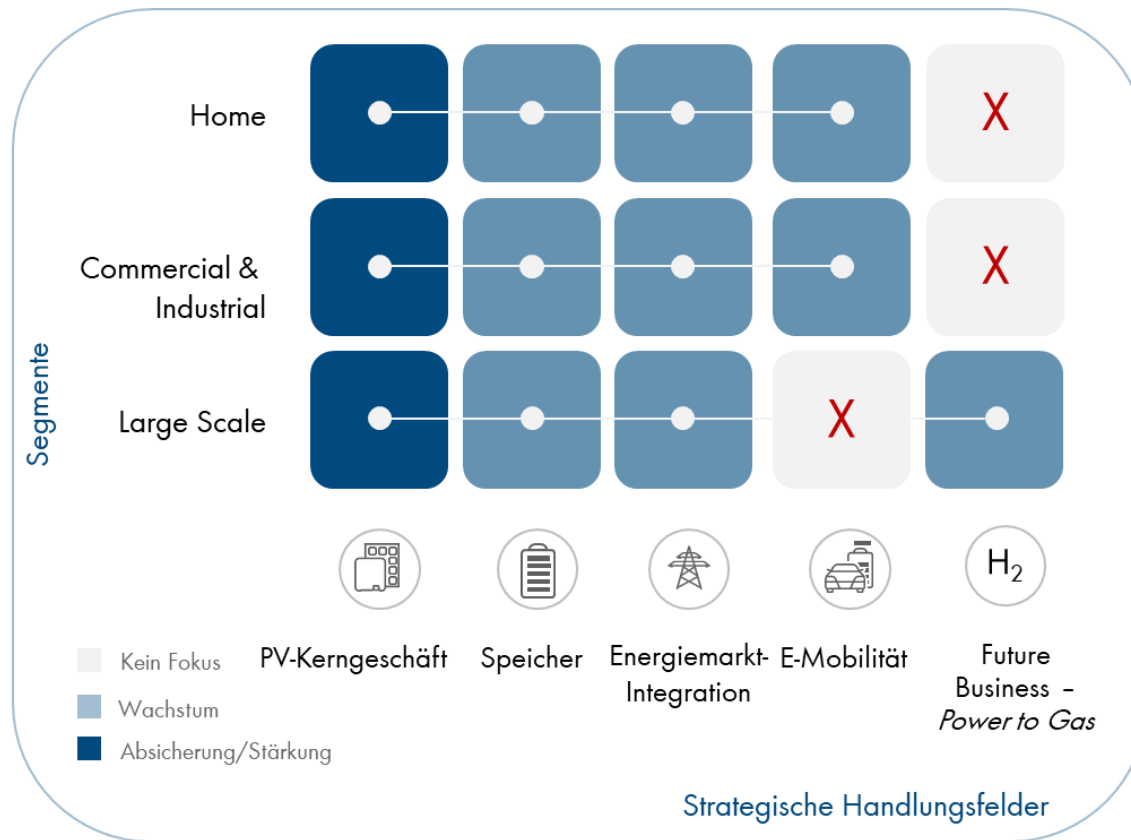 Home
X
Commercial &
Industrial
X
Segmente
Large Scale
X
H₂
PV-Kerngeschäft
Speicher
Energiemarkt-
Integration
E-Mobilität
Future
Business –
Power to Gas
Kein Fokus
Wachstum
Absicherung/Stärkung
Strategische Handlungsfelder